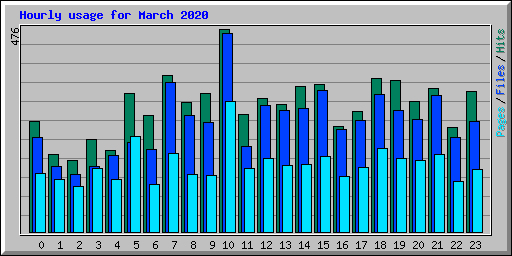 Hourly usage for March 2020
476
Pages/Files/Hits
0 1 2 3 4 5 6 7 8 9 10 11 12 13 14 15 16 17 18 19 20 21 22 23